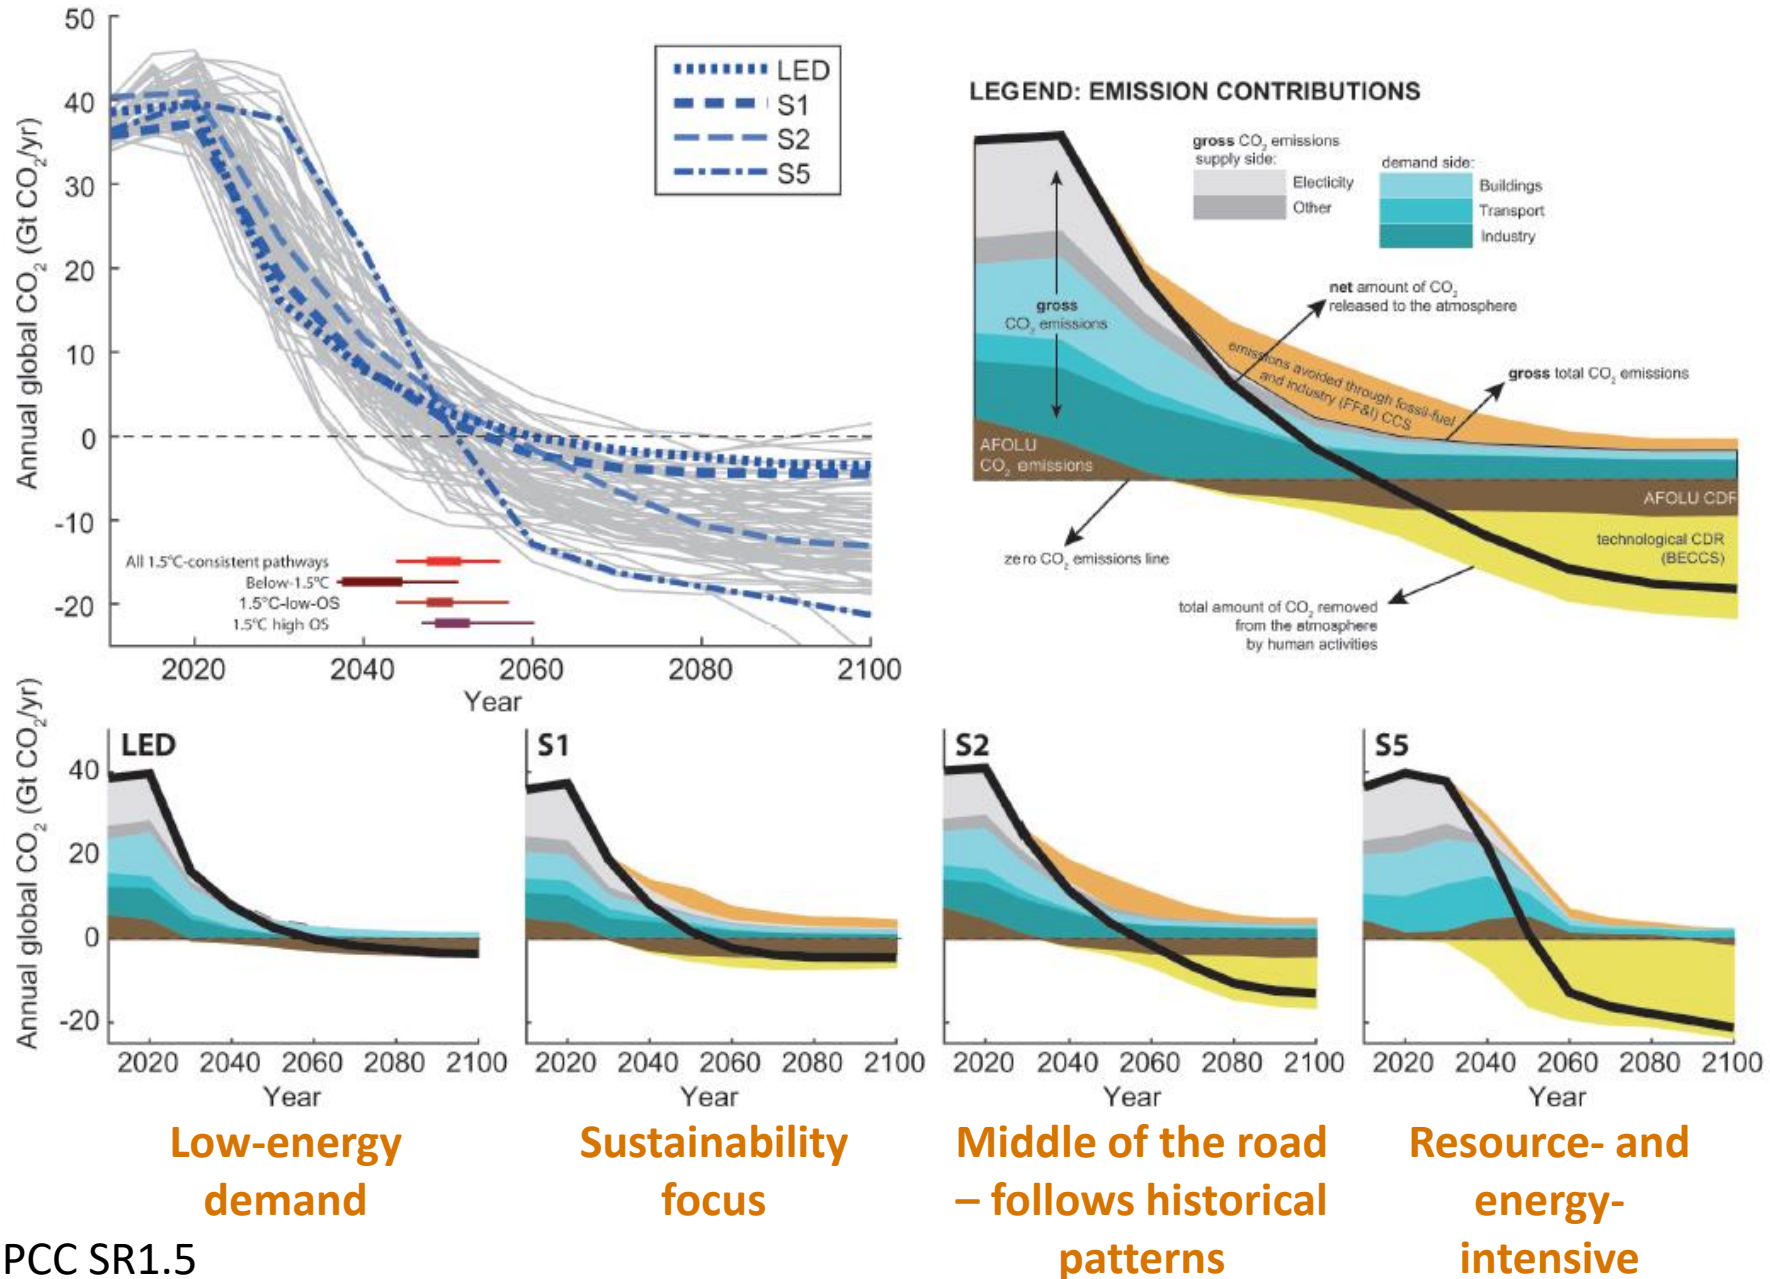 50
40
30
20
10
0
-10
-20
Annual global CO2 (Gt CO2/yr)
LED
S1
S2
S5
All 1.5°C-consistent pathways
Below-1.5°C
1.5°C-low-OS
1.5°C high OS
2020 2040 2060 2080 2100
Year
LEGEND: EMISSION CONTRIBUTIONS
gross CO2 emissions
supply side:
Electicity
Other
demand side:
Buildings
Transport
Industry
gross
CO2 emissions
net amount of CO2
released to the atmosphere
emissions avoided through fossil-fuel
and industry (FF&I) CCS
gross total CO2 emissions
AFOLU
CO2 emissions
AFOLU CDF
technological CDR
(BECCS)
zero CO2 emissions line
total amount of CO2 removed
from the atmosphere
by human activities
Annual global CO2 (Gt CO2/yr)
40
20
0
-20
LED
2020 2040 2060 2080 2100
Year
S1
2020 2040 2060 2080 2100
Year
S2
2020 2040 2060 2080 2100
Year
S5
2020 2040 2060 2080 2100
Year
Low-energy
demand
Sustainability
focus
Middle of the road
– follows historical
patterns
Resource- and
energy-
intensive
PCC SR1.5